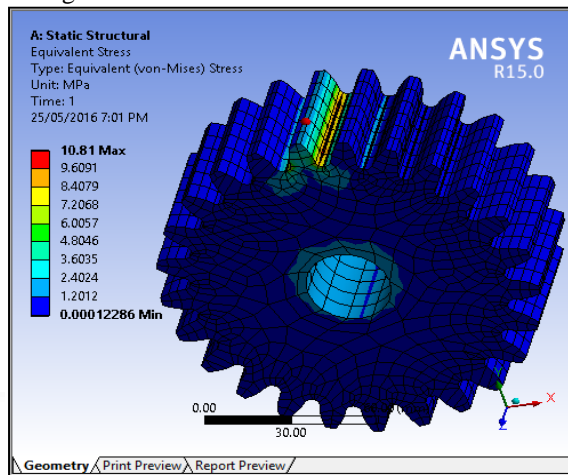 A: Static Structural
Equivalent Stress
Type: Equivalent (von-Mises) Stress
Unit: MPa
Time: 1
25/05/2016 7:01 PM
ANSYS
R15.0
10.81 Max
9.6091
8.4079
7.2068
6.0057
4.8046
3.6035
2.4024
1.2012
0.00012286 Min
0.00
30.00
Y
X
Z
Geometry Print Preview Report Preview